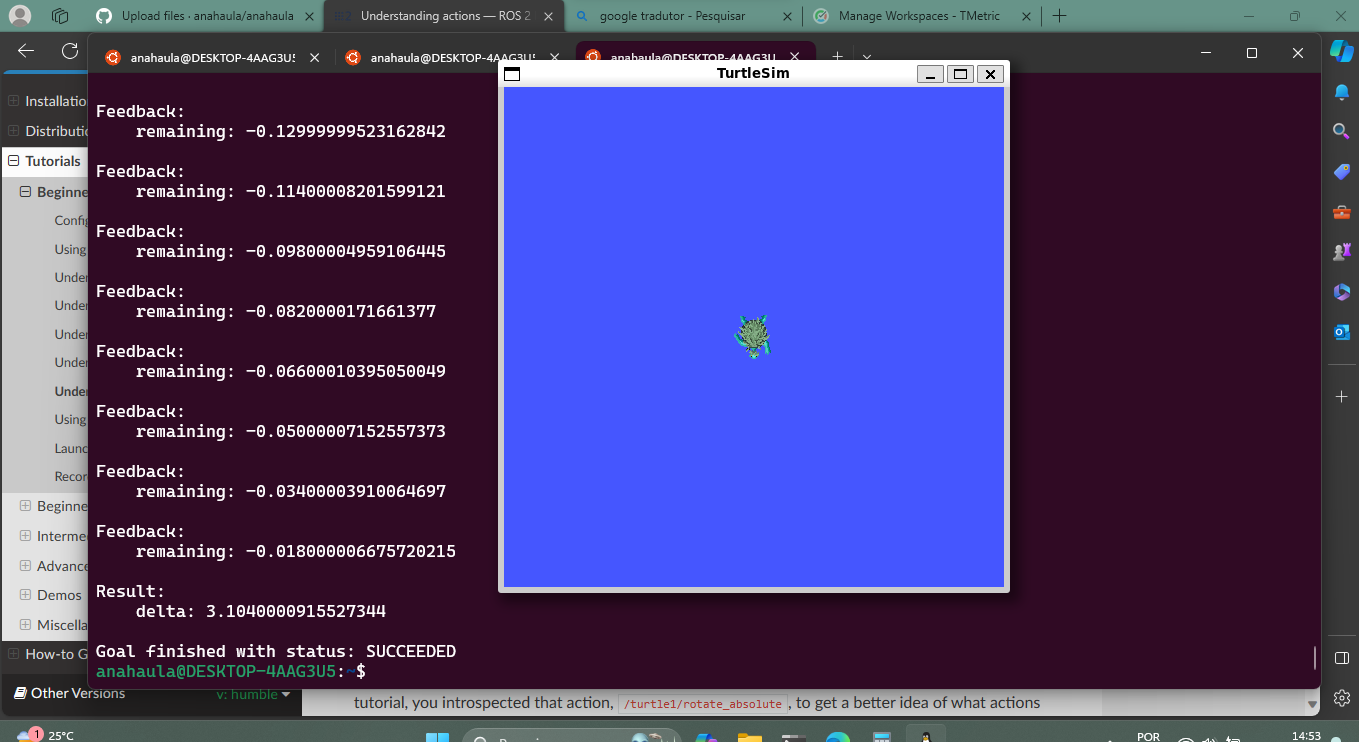 Upload files · anahaula/anahaula
Understanding actions — ROS 2
google tradutor - Pesquisar
Manage Workspaces - TMetric
anahaula@DESKTOP-4AAG3U5
anahaula@DESKTOP-4AAG3U5
anahaula@DESKTOP-4AAG3U
TurtleSim
Installatio
Distributio
Tutorials
Beginne
Config
Using
Under
Under
Under
Under
Under
Using
Launc
Recor
Beginne
Interme
Advance
Demos
Miscella
How-to G
Other Versions
v: humble
Feedback:
remaining: -0.12999999523162842
Feedback:
remaining: -0.11400008201599121
Feedback:
remaining: -0.09800004959106445
Feedback:
remaining: -0.0820000171661377
Feedback:
remaining: -0.06600010395050049
Feedback:
remaining: -0.05000007152557373
Feedback:
remaining: -0.03400003910064697
Feedback:
remaining: -0.018000006675720215
Result:
delta: 3.1040000915527344
Goal finished with status: SUCCEEDED
anahaula@DESKTOP-4AAG3U5:~$
tutorial, you introspected that action, /turtle1/rotate_absolute , to get a better idea of what actions
1
25°C
POR
14:53